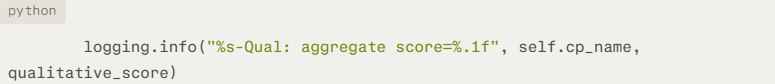 python
logging.info("%s-Qual: aggregate score=%.1f", self.cp_name,
qualitative_score)